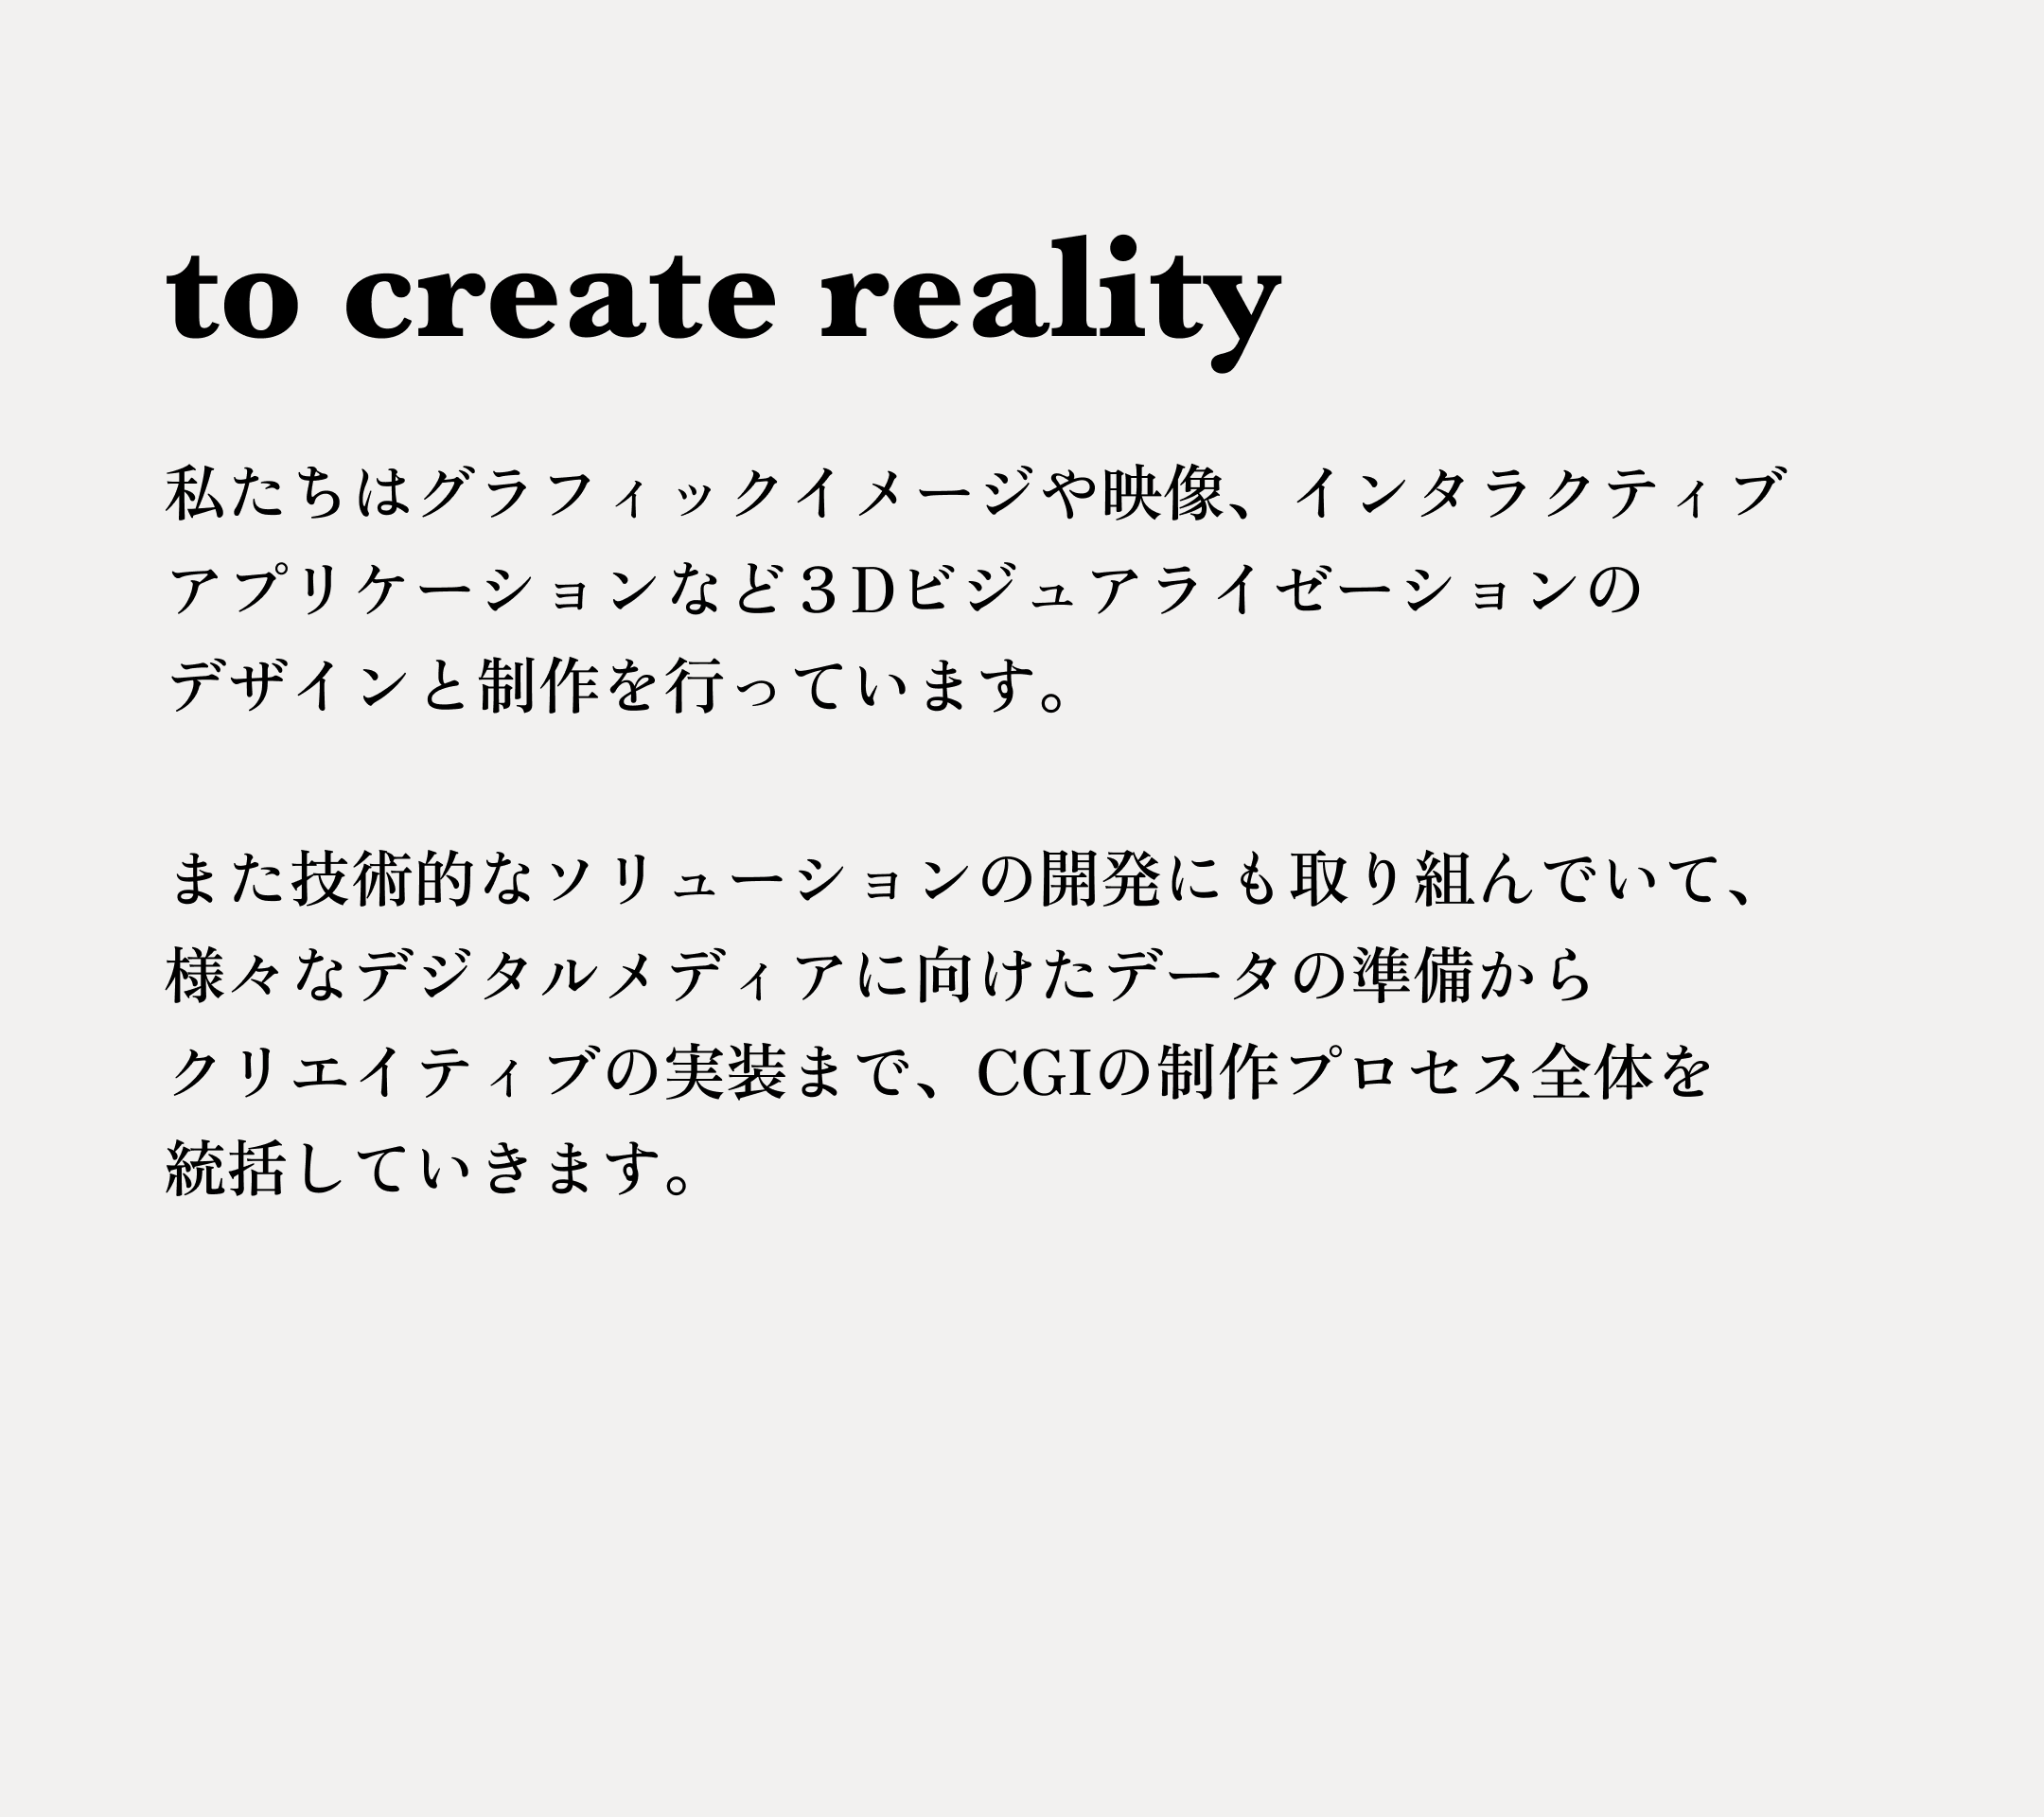 to create reality
私たちはグラフィックイメージや映像、インタラクティブ
アプリケーションなど３Dビジュアライゼーションの
デザインと制作を行っています。
また技術的なソリューションの開発にも取り組んでいて、
様々なデジタルメディアに向けたデータの準備から
クリエイティブの実装まで、CGIの制作プロセス全体を
統括していきます。